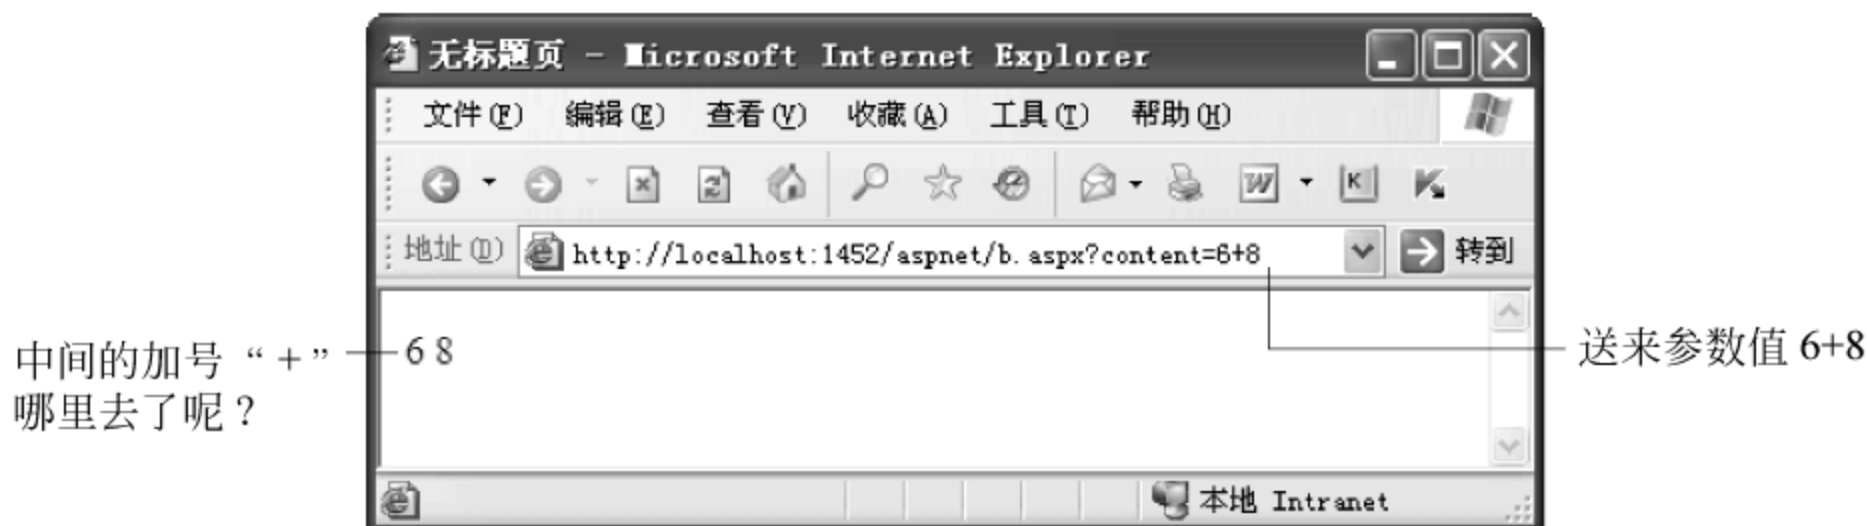 无标题页 - Microsoft Internet Explorer
文件(F) 编辑(E) 查看(V) 收藏(A) 工具(T) 帮助(H)
W K
地址(D) http://localhost:1452/aspnet/b.aspx?content=6+8 转到
6 8
中间的加号“+”
哪里去了呢？
送来参数值 6+8
本地 Intranet